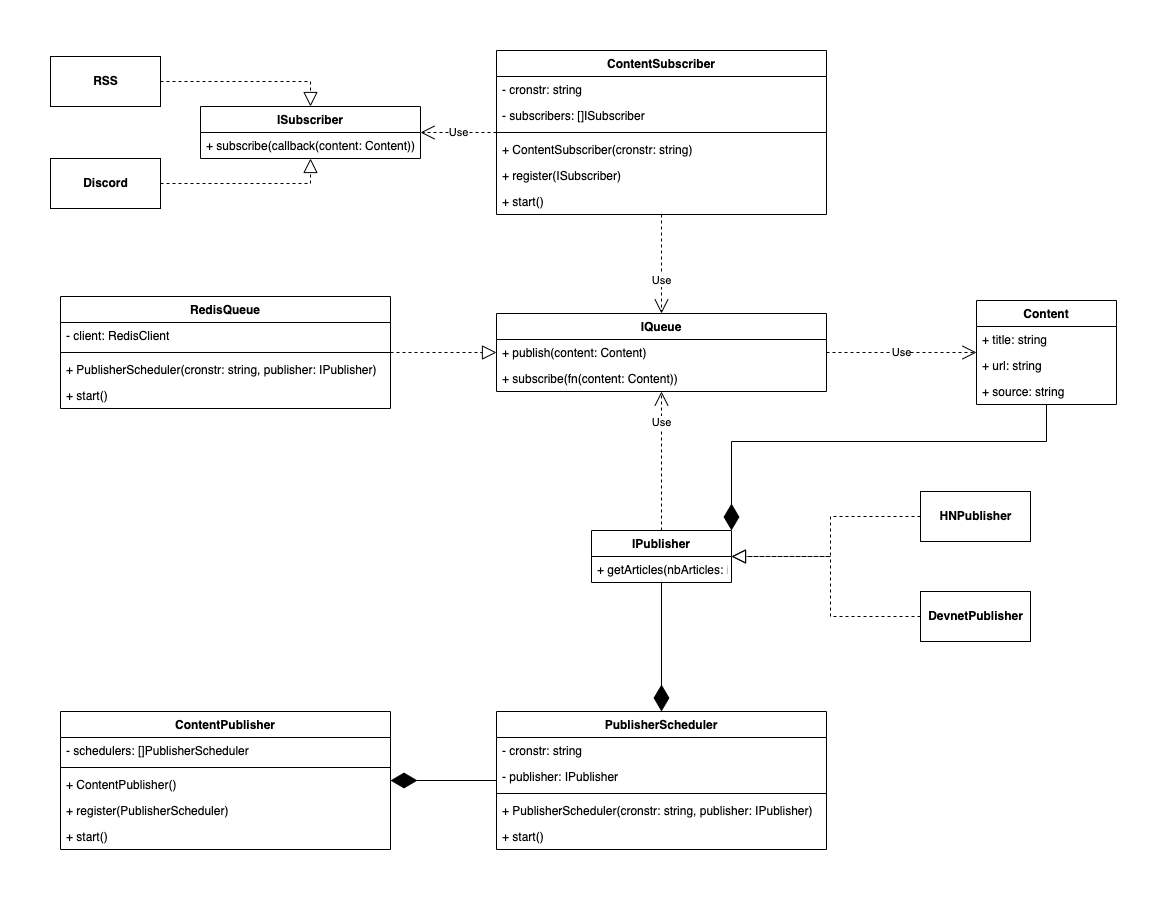 RSS
Discord
ISubscriber
+ subscribe(callback(content: Content))
Use
ContentSubscriber
- cronstr: string
- subscribers: []ISubscriber
+ ContentSubscriber(cronstr: string)
+ register(ISubscriber)
+ start()
Use
RedisQueue
- client: RedisClient
+ PublisherScheduler(cronstr: string, publisher: IPublisher)
+ start()
IQueue
+ publish(content: Content)
+ subscribe(fn(content: Content))
Use
Content
+ title: string
+ url: string
+ source: string
Use
IPublisher
+ getArticles(nbArticles:
HNPublisher
DevnetPublisher
ContentPublisher
- schedulers: []PublisherScheduler
+ ContentPublisher()
+ register(PublisherScheduler)
+ start()
PublisherScheduler
- cronstr: string
- publisher: IPublisher
+ PublisherScheduler(cronstr: string, publisher: IPublisher)
+ start()